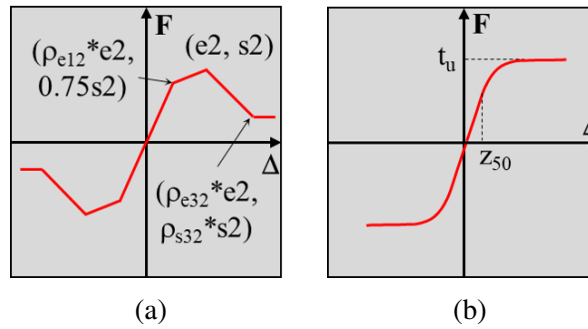 F
(ρe12*e2,
0.75s2)
(e2, s2)
Δ
(ρe32*e2,
ρs32*s2)
(a)
F
tu
Δ
z50
(b)